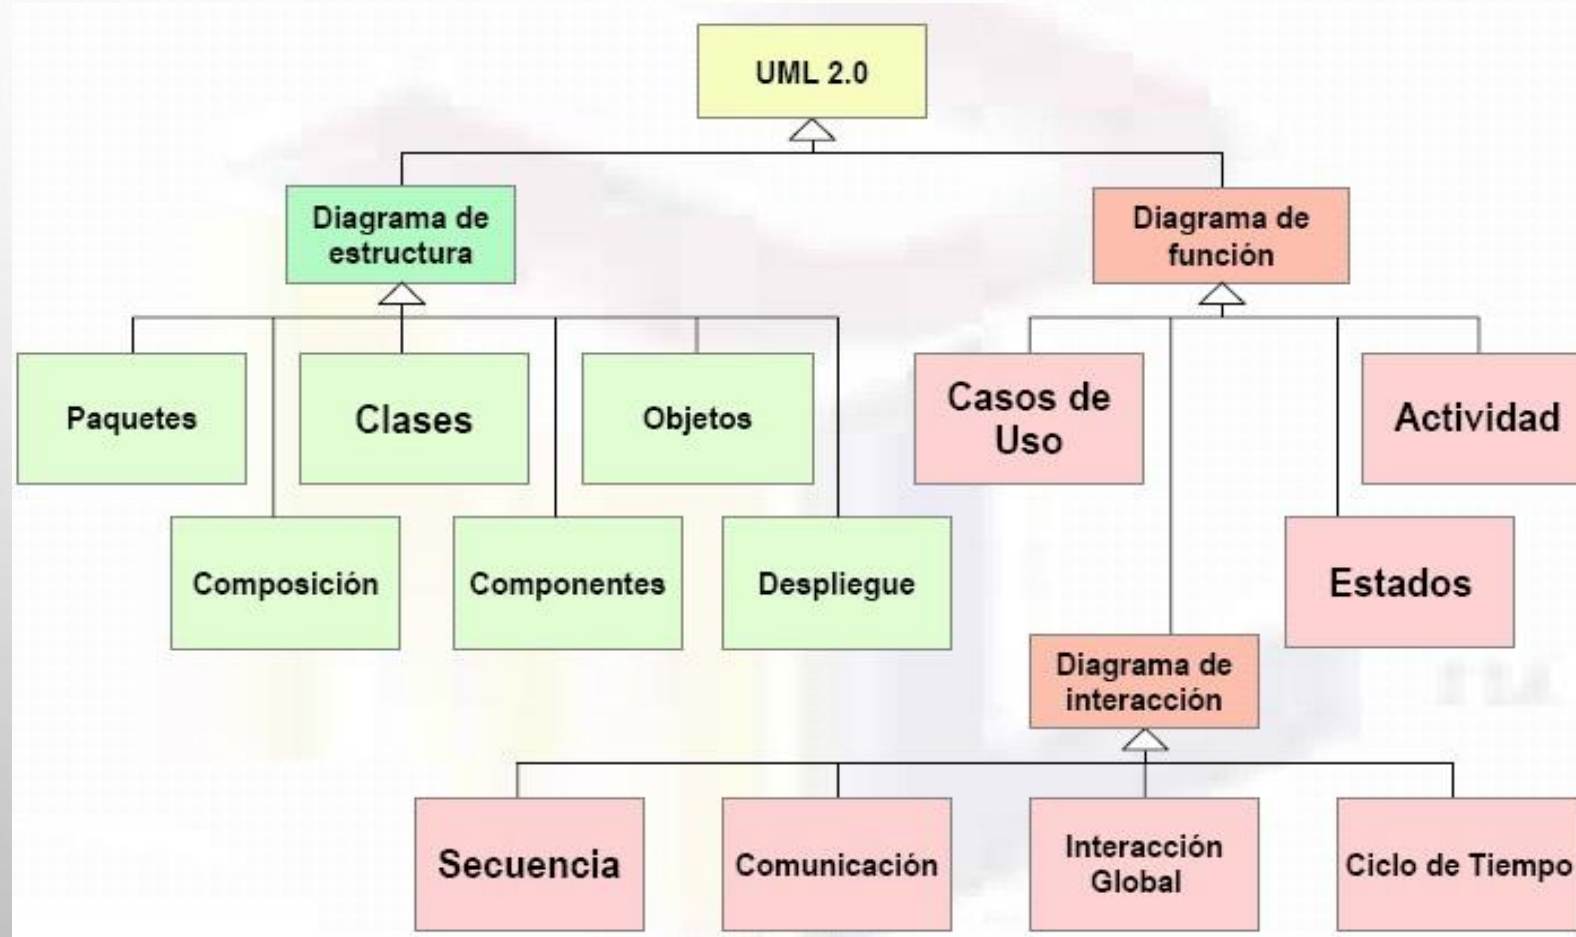 UML 2.0
Diagrama de
estructura
Diagrama de
función
Paquetes
Clases
Objetos
Casos de
Uso
Actividad
Composición
Componentes
Despliegue
Estados
Diagrama de
interacción
Secuencia
Comunicación
Interacción
Global
Ciclo de Tiempo